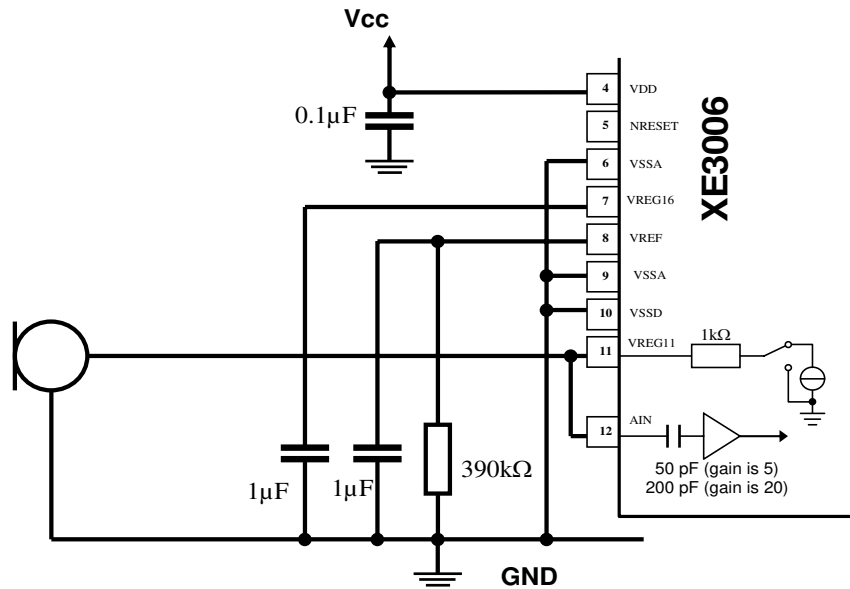 Vcc
0.1µF
4 VDD
5 NRESET
6 VSSA
7 VREG16
8 VREF
9 VSSA
10 VSSD
11 VREG11
12 AIN
XE3006
1kΩ
50 pF (gain is 5)
200 pF (gain is 20)
1µF
1µF
390kΩ
GND